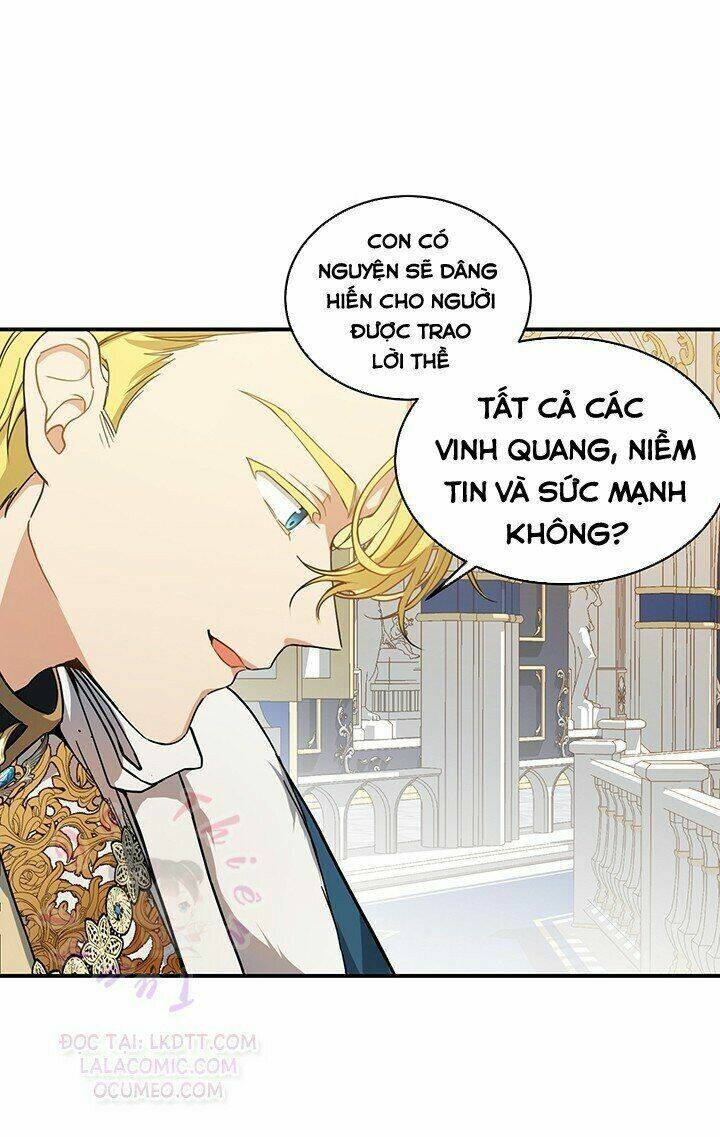 CON CÓ
NGUYỆN SẼ DÂNG
HIẾN CHO NGƯỜI
ĐƯỢC TRAO
LỜI THỀ
TẤT CẢ CÁC
VINH QUANG, NIỀM
TIN VÀ SỨC MẠNH
KHÔNG?
ĐỌC TẠI: LKDTT.COM
LALACOMIC.COM
OCUMEO.COM